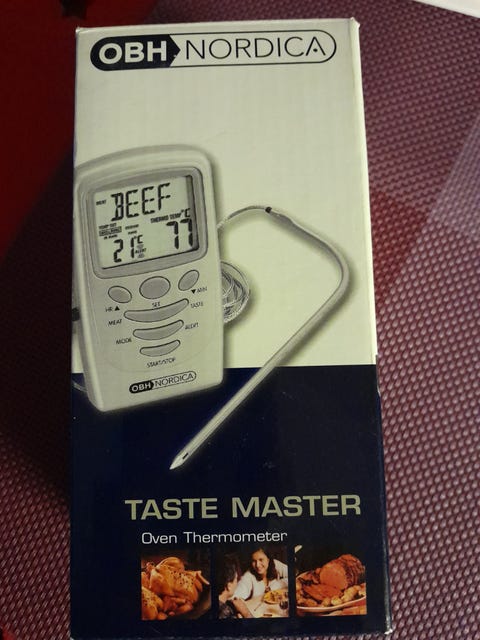 OBH NORDICA
MEAT
BEEF
THERMO TEMP°C
21°C
77
HR ▲
SET
▼ MIN
MEAT
TASTE
MODE
ALERT
START/STOP
OBH NORDICA
TASTE MASTER
Oven Thermometer